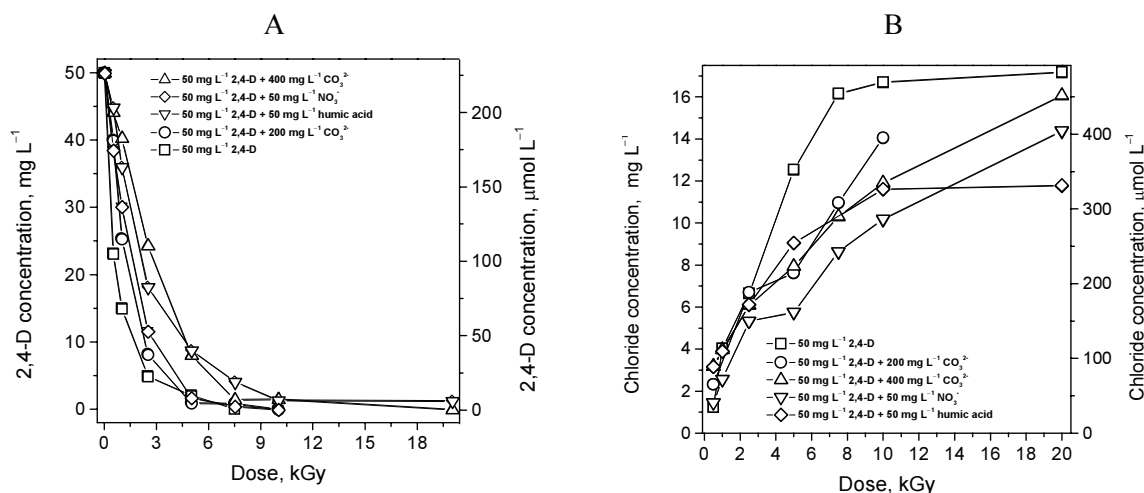 A
50 mg L⁻¹ 2,4-D + 400 mg L⁻¹ CO₃²⁻
50 mg L⁻¹ 2,4-D + 50 mg L⁻¹ NO₃⁻
50 mg L⁻¹ 2,4-D + 50 mg L⁻¹ humic acid
50 mg L⁻¹ 2,4-D + 200 mg L⁻¹ CO₃²⁻
50 mg L⁻¹ 2,4-D
2,4-D concentration, mg L⁻¹
50
40
30
20
10
0
200
150
100
50
0
2,4-D concentration, μmol L⁻¹
0 3 6 9 12 15 18
Dose, kGy
B
Chloride concentration, mg L⁻¹
16
14
12
10
8
6
4
2
0
50 mg L⁻¹ 2,4-D
50 mg L⁻¹ 2,4-D + 200 mg L⁻¹ CO₃²⁻
50 mg L⁻¹ 2,4-D + 400 mg L⁻¹ CO₃²⁻
50 mg L⁻¹ 2,4-D + 50 mg L⁻¹ NO₃⁻
50 mg L⁻¹ 2,4-D + 50 mg L⁻¹ humic acid
400
300
200
100
0
Chloride concentration, μmol L⁻¹
0 2 4 6 8 10 12 14 16 18 20
Dose, kGy